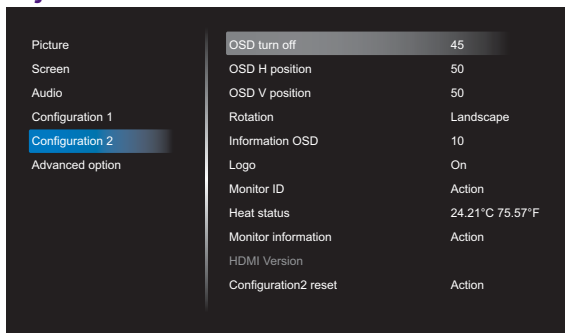 Picture
Screen
Audio
Configuration 1
Configuration 2
Advanced option
OSD turn off 45
OSD H position 50
OSD V position 50
Rotation Landscape
Information OSD 10
Logo On
Monitor ID Action
Heat status 24.21°C 75.57°F
Monitor information Action
HDMI Version
Configuration2 reset Action